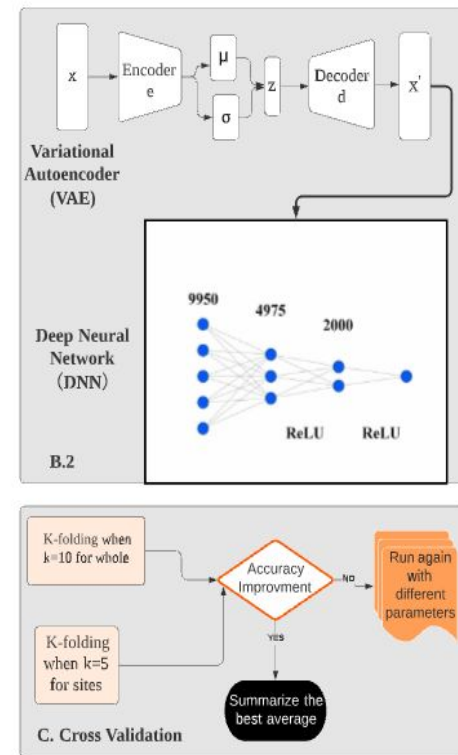 x
Encoder
e
μ
σ
z
Decoder
d
x'
Variational
Autoencoder
(VAE)
9950
4975
2000
Deep Neural
Network
(DNN)
ReLU
ReLU
B.2
K-folding when
k=10 for whole
Accuracy
Improvment
NO
Run again
with
different
parameters
YES
K-folding
when k=5
for sites
Summarize the
best average
C. Cross Validation